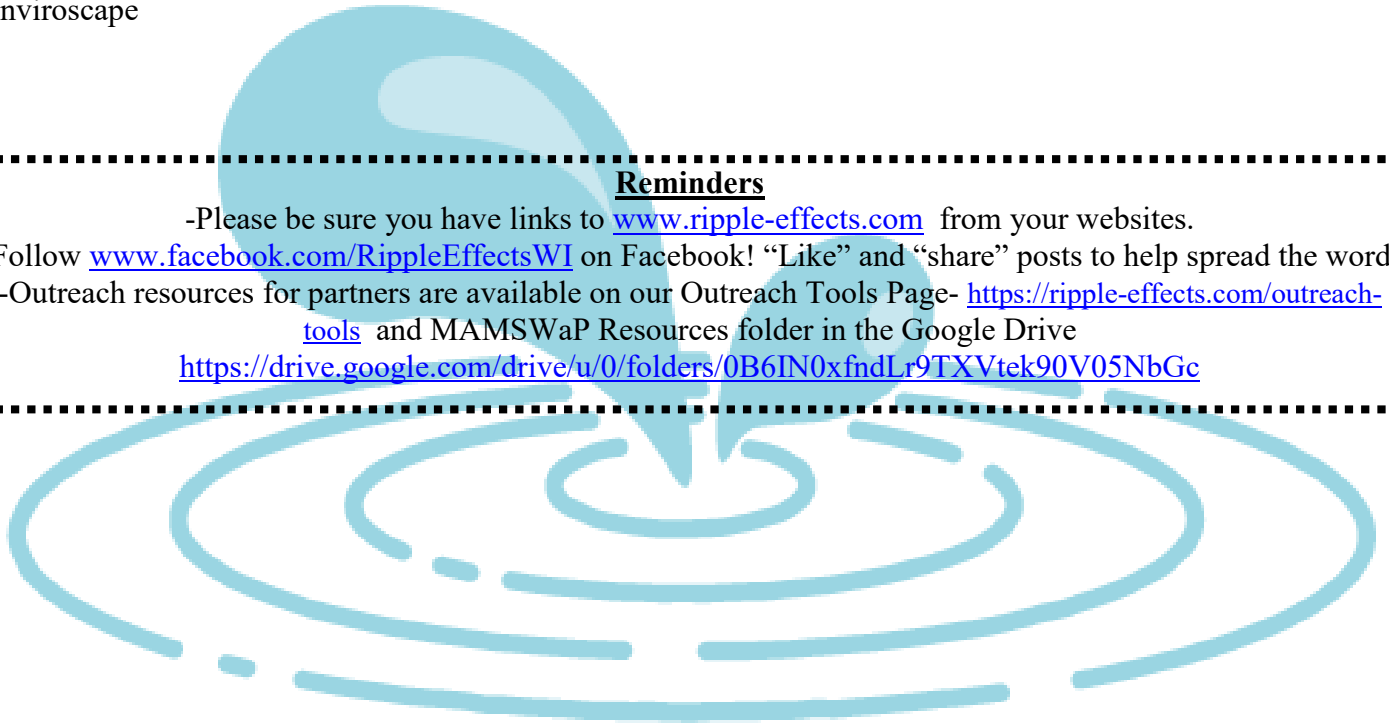 nviroscape
Reminders
-Please be sure you have links to www.ripple-effects.com from your websites.
Follow www.facebook.com/RippleEffectsWI on Facebook! “Like” and “share” posts to help spread the word
-Outreach resources for partners are available on our Outreach Tools Page- https://ripple-effects.com/outreach-
tools and MAMSWaP Resources folder in the Google Drive
https://drive.google.com/drive/u/0/folders/0B6IN0xfndLr9TXVtek90V05NbGc